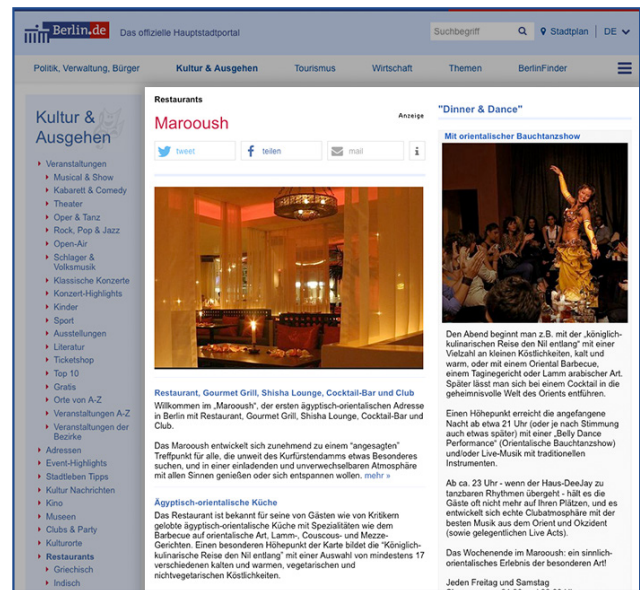 Berlin.de
Das offizielle Hauptstadtportal
Suchbegriff
Stadtplan
DE
Politik, Verwaltung, Bürger
Kultur & Ausgehen
Tourismus
Wirtschaft
Themen
BerlinFinder
Kultur &
Ausgehen
Veranstaltungen
Musical & Show
Kabarett & Comedy
Theater
Oper & Tanz
Rock, Pop & Jazz
Open-Air
Schlager &
Volksmusik
Klassische Konzerte
Konzert-Highlights
Kinder
Sport
Ausstellungen
Literatur
Ticketshop
Top 10
Gratis
Orte von A-Z
Veranstaltungen A-Z
Veranstaltungen der
Bezirke
Adressen
Event-Highlights
Stadtleben Tipps
Kultur Nachrichten
Kino
Museen
Clubs & Party
Kulturorte
Restaurants
Griechisch
Indisch
Restaurants
Marooush
Anzeige
tweet
teilen
mail
i
Restaurant, Gourmet Grill, Shisha Lounge, Cocktail-Bar und Club
Willkommen im „Marooush“, der ersten ägyptisch-orientalischen Adresse
in Berlin mit Restaurant, Gourmet Grill, Shisha Lounge, Cocktail-Bar und
Club.
Das Marooush entwickelt sich zunehmend zu einem “angesagten”
Treffpunkt für alle, die unweit des Kurfürstendamms etwas Besonderes
suchen, und in einer einladenden und unverwechselbaren Atmosphäre
mit allen Sinnen genießen oder sich entspannen wollen. mehr »
Ägyptisch-orientalische Küche
Das Restaurant ist bekannt für seine von Gästen wie von Kritikern
gelobte ägyptisch-orientalische Küche mit Spezialitäten wie dem
Barbecue auf orientalische Art, Lamm-, Couscous- und Mezze-
Gerichten. Einen besonderen Höhepunkt der Karte bildet die “Königlich-
kulinarische Reise den Nil entlang” mit einer Auswahl von mindestens 17
verschiedenen kalten und warmen, vegetarischen und
nichtvegetarischen Köstlichkeiten.
"Dinner & Dance"
Mit orientalischer Bauchtanzshow
Den Abend beginnt man z.B. mit der „königlich-
kulinarischen Reise den Nil entlang“ mit einer
Vielzahl an kleinen Köstlichkeiten, kalt und
warm, oder mit einem Oriental Barbecue,
einem Taginegericht oder Lamm arabischer Art.
Später lässt man sich bei einem Cocktail in die
geheimnisvolle Welt des Orients entführen.
Einen Höhepunkt erreicht die angefangene
Nacht ab etwa 21 Uhr (oder je nach Stimmung
auch etwas später) mit einer „Belly Dance
Performance“ (Orientalische Bauchtanzshow)
und/oder Live-Musik mit traditionellen
Instrumenten.
Ab ca. 23 Uhr - wenn der Haus-DeeJay zu
tanzbaren Rhythmen übergeht - hält es die
Gäste oft nicht mehr auf Ihren Plätzen, und es
entwickelt sich echte Clubatmosphäre mit der
besten Musik aus dem Orient und Okzident
(sowie gelegentlichen Live Acts).
Das Wochenende im Marooush: ein sinnlich-
orientalisches Erlebnis der besonderen Art!
Jeden Freitag und Samstag